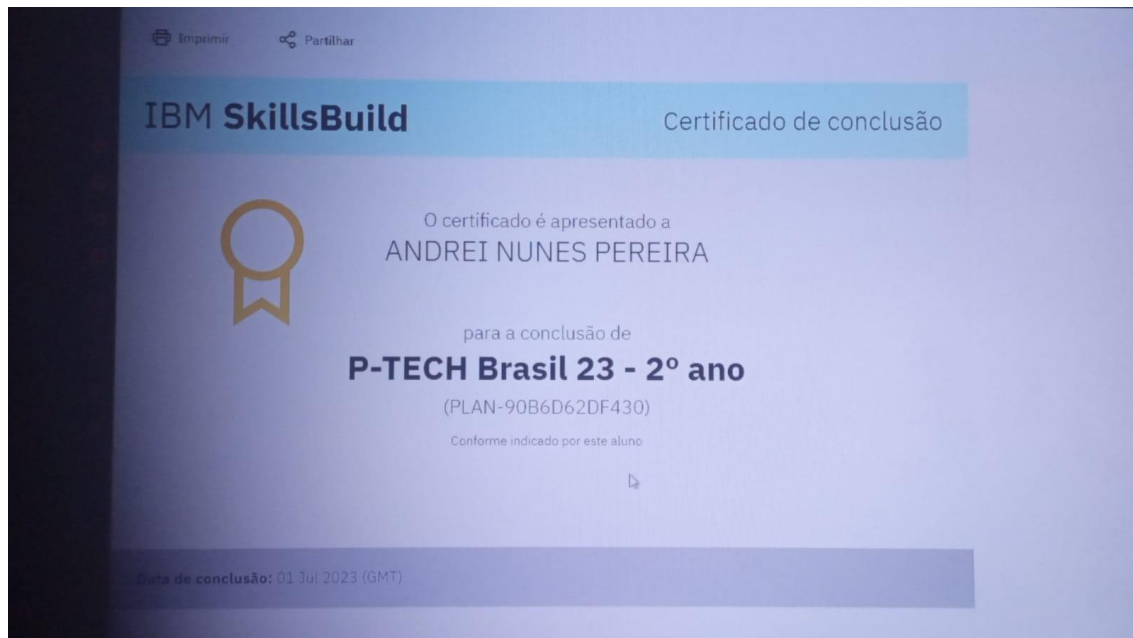 Imprimir Partilhar
IBM SkillsBuild Certificado de conclusão
O certificado é apresentado a
ANDREI NUNES PEREIRA
para a conclusão de
P-TECH Brasil 23 - 2º ano
(PLAN-90B6D62DF430)
Conforme indicado por este aluno
Data de conclusão: 01 Jul 2023 (GMT)